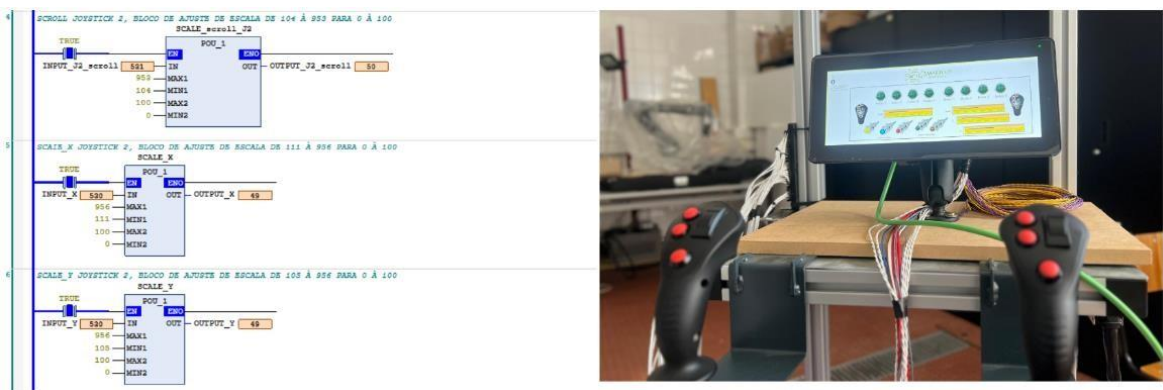 4
SCROLL JOYSTICK 2, BLOCO DE AJUSTE DE ESCALA DE 104 À 953 PARA 0 À 100
SCALE_scroll_J2
TRUE
POU_1
EN ENO
INPUT_J2_scroll 521 IN OUT OUTPUT_J2_scroll 50
953 MAX1
104 MIN1
100 MAX2
0 MIN2
5
SCALE_X JOYSTICK 2, BLOCO DE AJUSTE DE ESCALA DE 111 À 956 PARA 0 À 100
SCALE_X
TRUE
POU_1
EN ENO
INPUT_X 530 IN OUT OUTPUT_X 49
956 MAX1
111 MIN1
100 MAX2
0 MIN2
6
SCALE_Y JOYSTICK 2, BLOCO DE AJUSTE DE ESCALA DE 105 À 956 PARA 0 À 100
SCALE_Y
TRUE
POU_1
EN ENO
INPUT_Y 530 IN OUT OUTPUT_Y 49
956 MAX1
105 MIN1
100 MAX2
0 MIN2